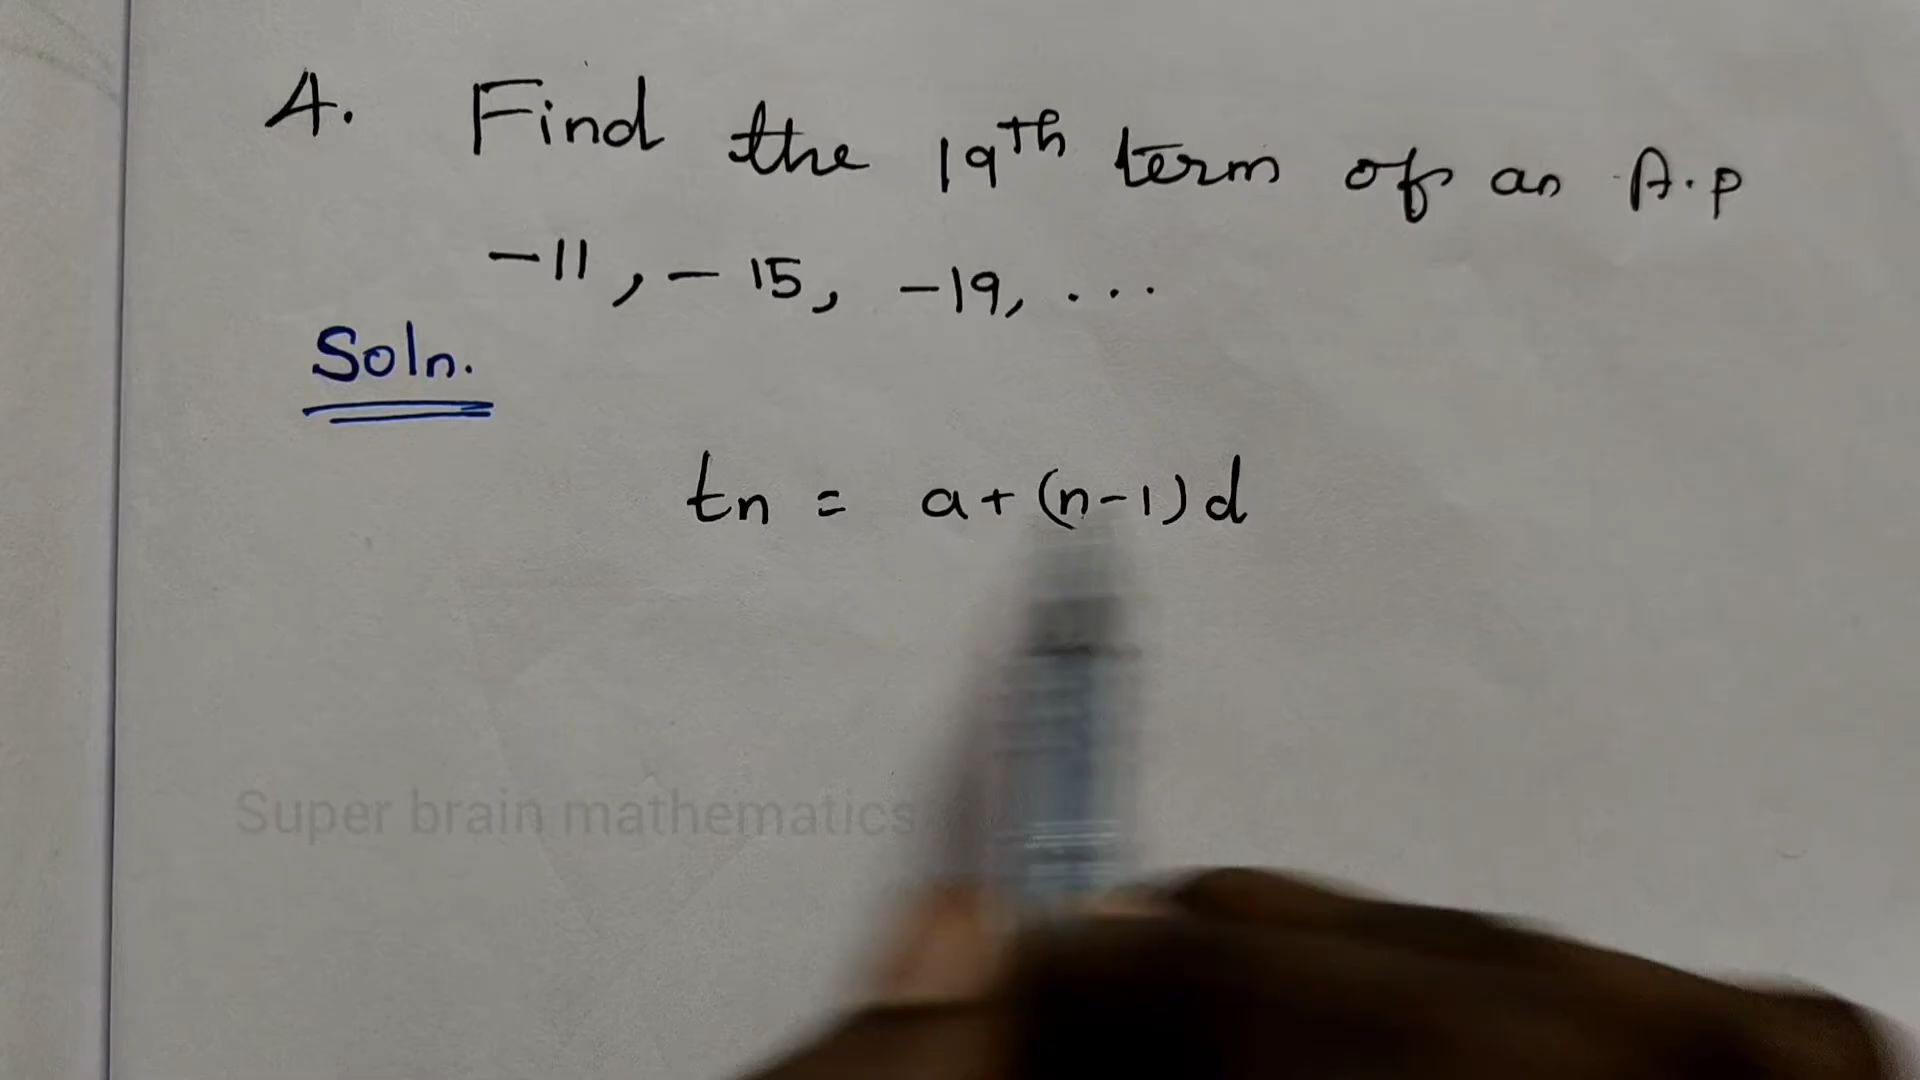 4. Find the 19th term of an A.P
-11, -15, -19, ...
Soln.
tn = a+(n-1)d
Super brain mathematics